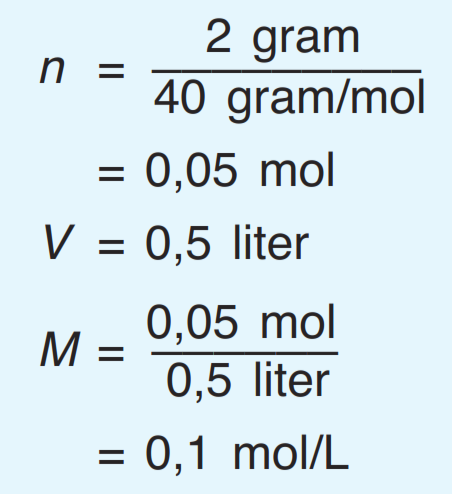 n = 2 gram / 40 gram/mol
= 0,05 mol
V = 0,5 liter
M = 0,05 mol / 0,5 liter
= 0,1 mol/L